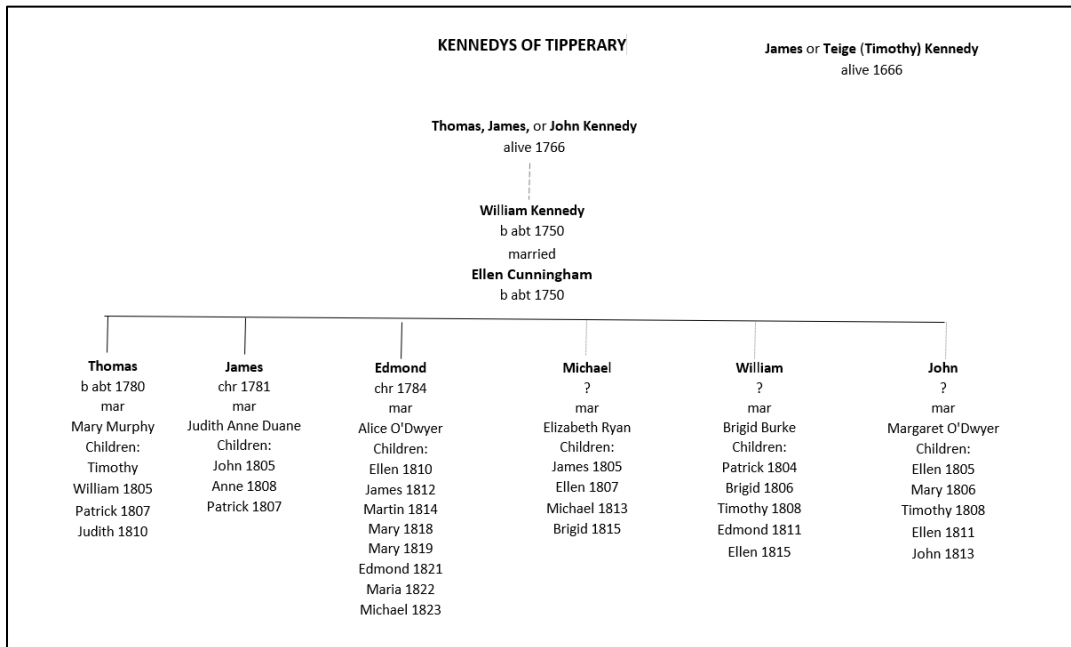 KENNEDYS OF TIPPERARY
James or Teige (Timothy) Kennedy
alive 1666
Thomas, James, or John Kennedy
alive 1766
William Kennedy
b abt 1750
married
Ellen Cunningham
b abt 1750
Thomas
b abt 1780
mar
Mary Murphy
Children:
Timothy
William 1805
Patrick 1807
Judith 1810
James
chr 1781
mar
Judith Anne Duane
Children:
John 1805
Anne 1808
Patrick 1807
Edmond
chr 1784
mar
Alice O'Dwyer
Children:
Ellen 1810
James 1812
Martin 1814
Mary 1818
Mary 1819
Edmond 1821
Maria 1822
Michael 1823
Michael
?
mar
Elizabeth Ryan
Children:
James 1805
Ellen 1807
Michael 1813
Brigid 1815
William
?
mar
Brigid Burke
Children:
Patrick 1804
Brigid 1806
Timothy 1808
Edmond 1811
Ellen 1815
John
?
mar
Margaret O'Dwyer
Children:
Ellen 1805
Mary 1806
Timothy 1808
Ellen 1811
John 1813